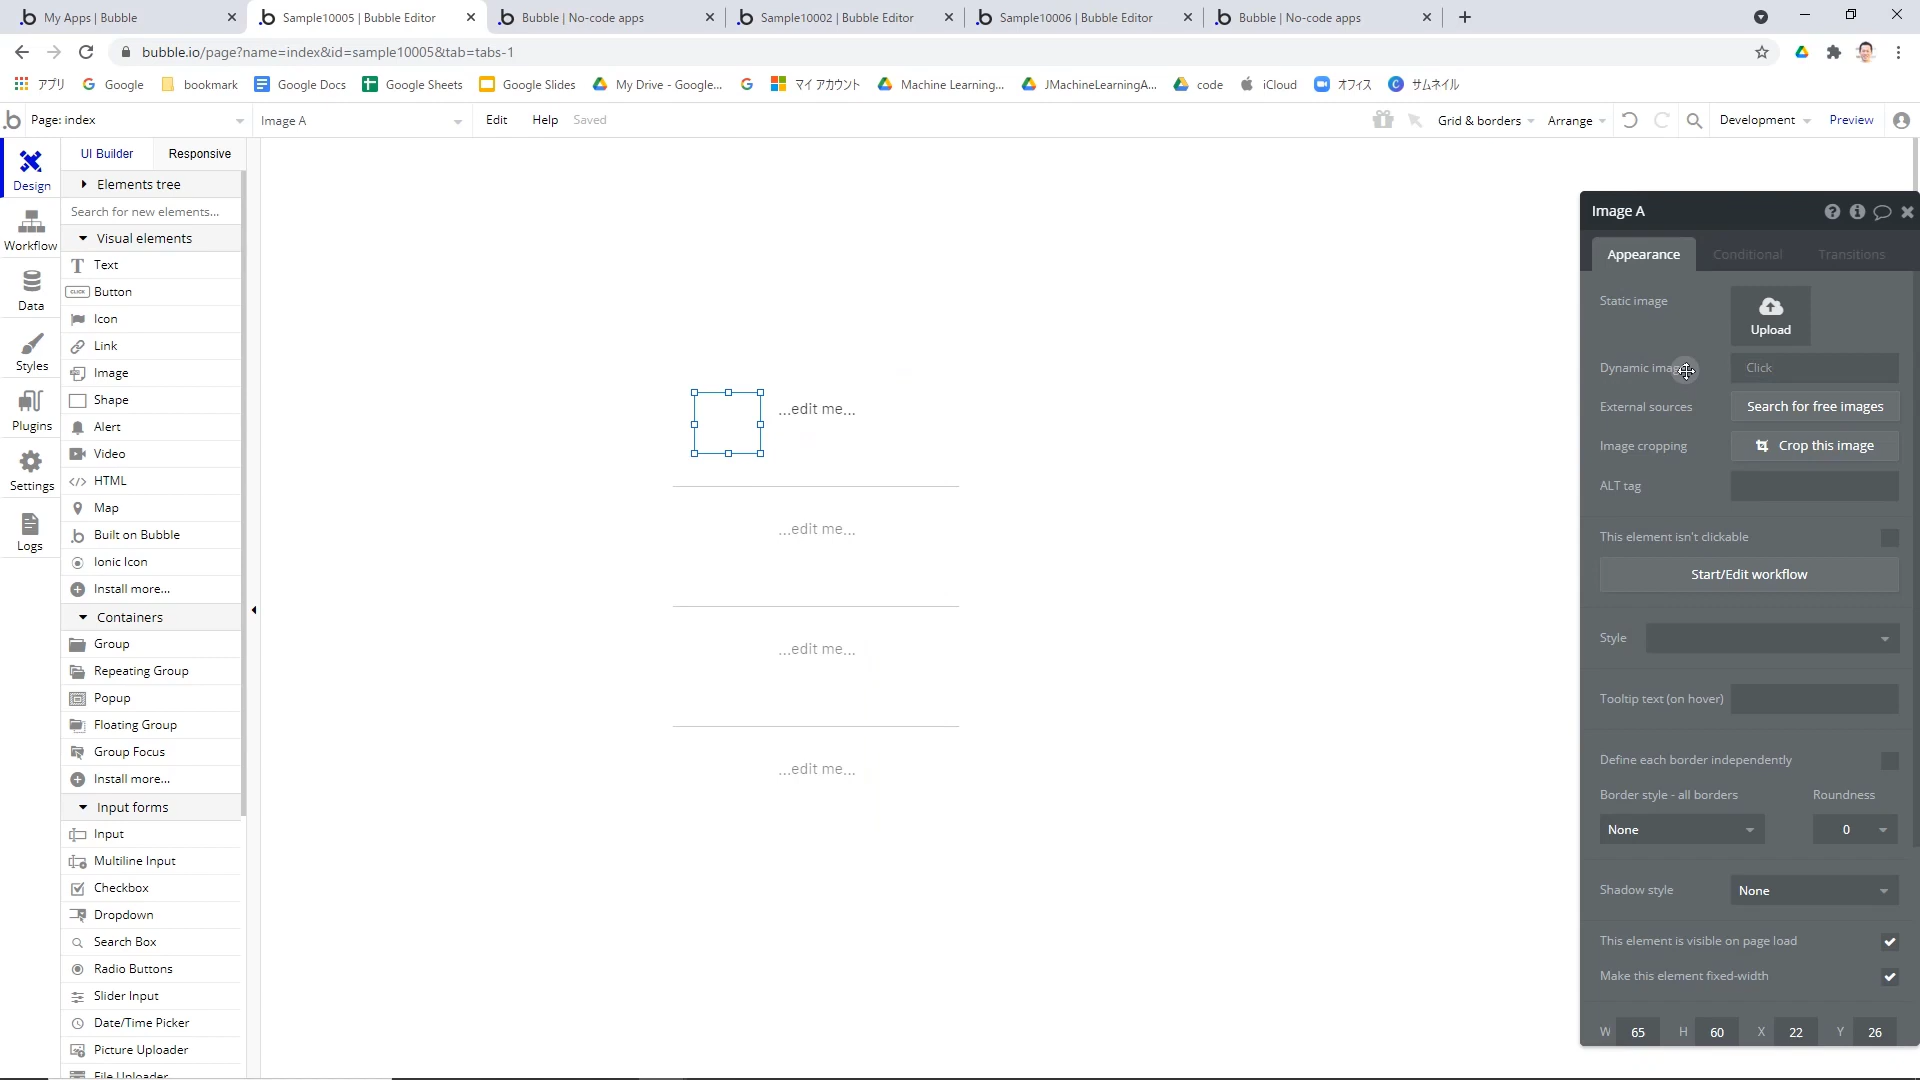 My Apps | Bubble
Sample10005 | Bubble Editor
Bubble | No-code apps
Sample10002 | Bubble Editor
Sample10006 | Bubble Editor
Bubble | No-code apps
bubble.io/page?name=index&id=sample10005&tab=tabs-1
アプリ
Google
bookmark
Google Docs
Google Sheets
Google Slides
My Drive - Google...
マイ アカウント
Machine Learning...
JMachineLearningA...
code
iCloud
オフィス
サムネイル
Page: index
Image A
Edit
Help
Saved
Grid & borders
Arrange
Development
Preview
Design
Workflow
Data
Styles
Plugins
Settings
Logs
UI Builder
Responsive
Elements tree
Search for new elements...
Visual elements
Text
CLICK
Button
Icon
Link
Image
Shape
Alert
Video
HTML
Map
Built on Bubble
Ionic Icon
Install more...
Containers
Group
Repeating Group
Popup
Floating Group
Group Focus
Install more...
Input forms
Input
Multiline Input
Checkbox
Dropdown
Search Box
Radio Buttons
Slider Input
Date/Time Picker
Picture Uploader
File Uploader
...edit me...
...edit me...
...edit me...
...edit me...
Image A
Appearance
Conditional
Transitions
Static image
Upload
Dynamic image
Click
External sources
Search for free images
Image cropping
Crop this image
ALT tag
This element isn't clickable
Start/Edit workflow
Style
Tooltip text (on hover)
Define each border independently
Border style - all borders
Roundness
None
0
Shadow style
None
This element is visible on page load
Make this element fixed-width
W 65 H 60 X 22 Y 26